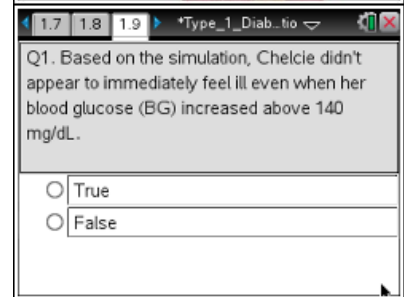 1.7 1.8 1.9 *Type_1_Diab..tio
Q1. Based on the simulation, Chelcie didn't
appear to immediately feel ill even when her
blood glucose (BG) increased above 140
mg/dL.
True
False